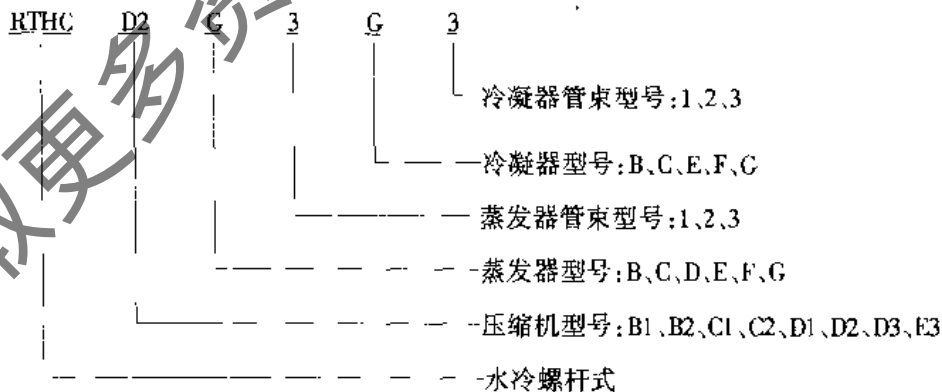 RTHC D2 G 3 G 3
冷凝器管束型号:1、2、3
冷凝器型号:B、C、E、F、G
蒸发器管束型号:1、2、3
蒸发器型号:B、C、D、E、F、G
压缩机型号:B1、B2、C1、C2、D1、D2、D3、E3
水冷螺杆式
更多